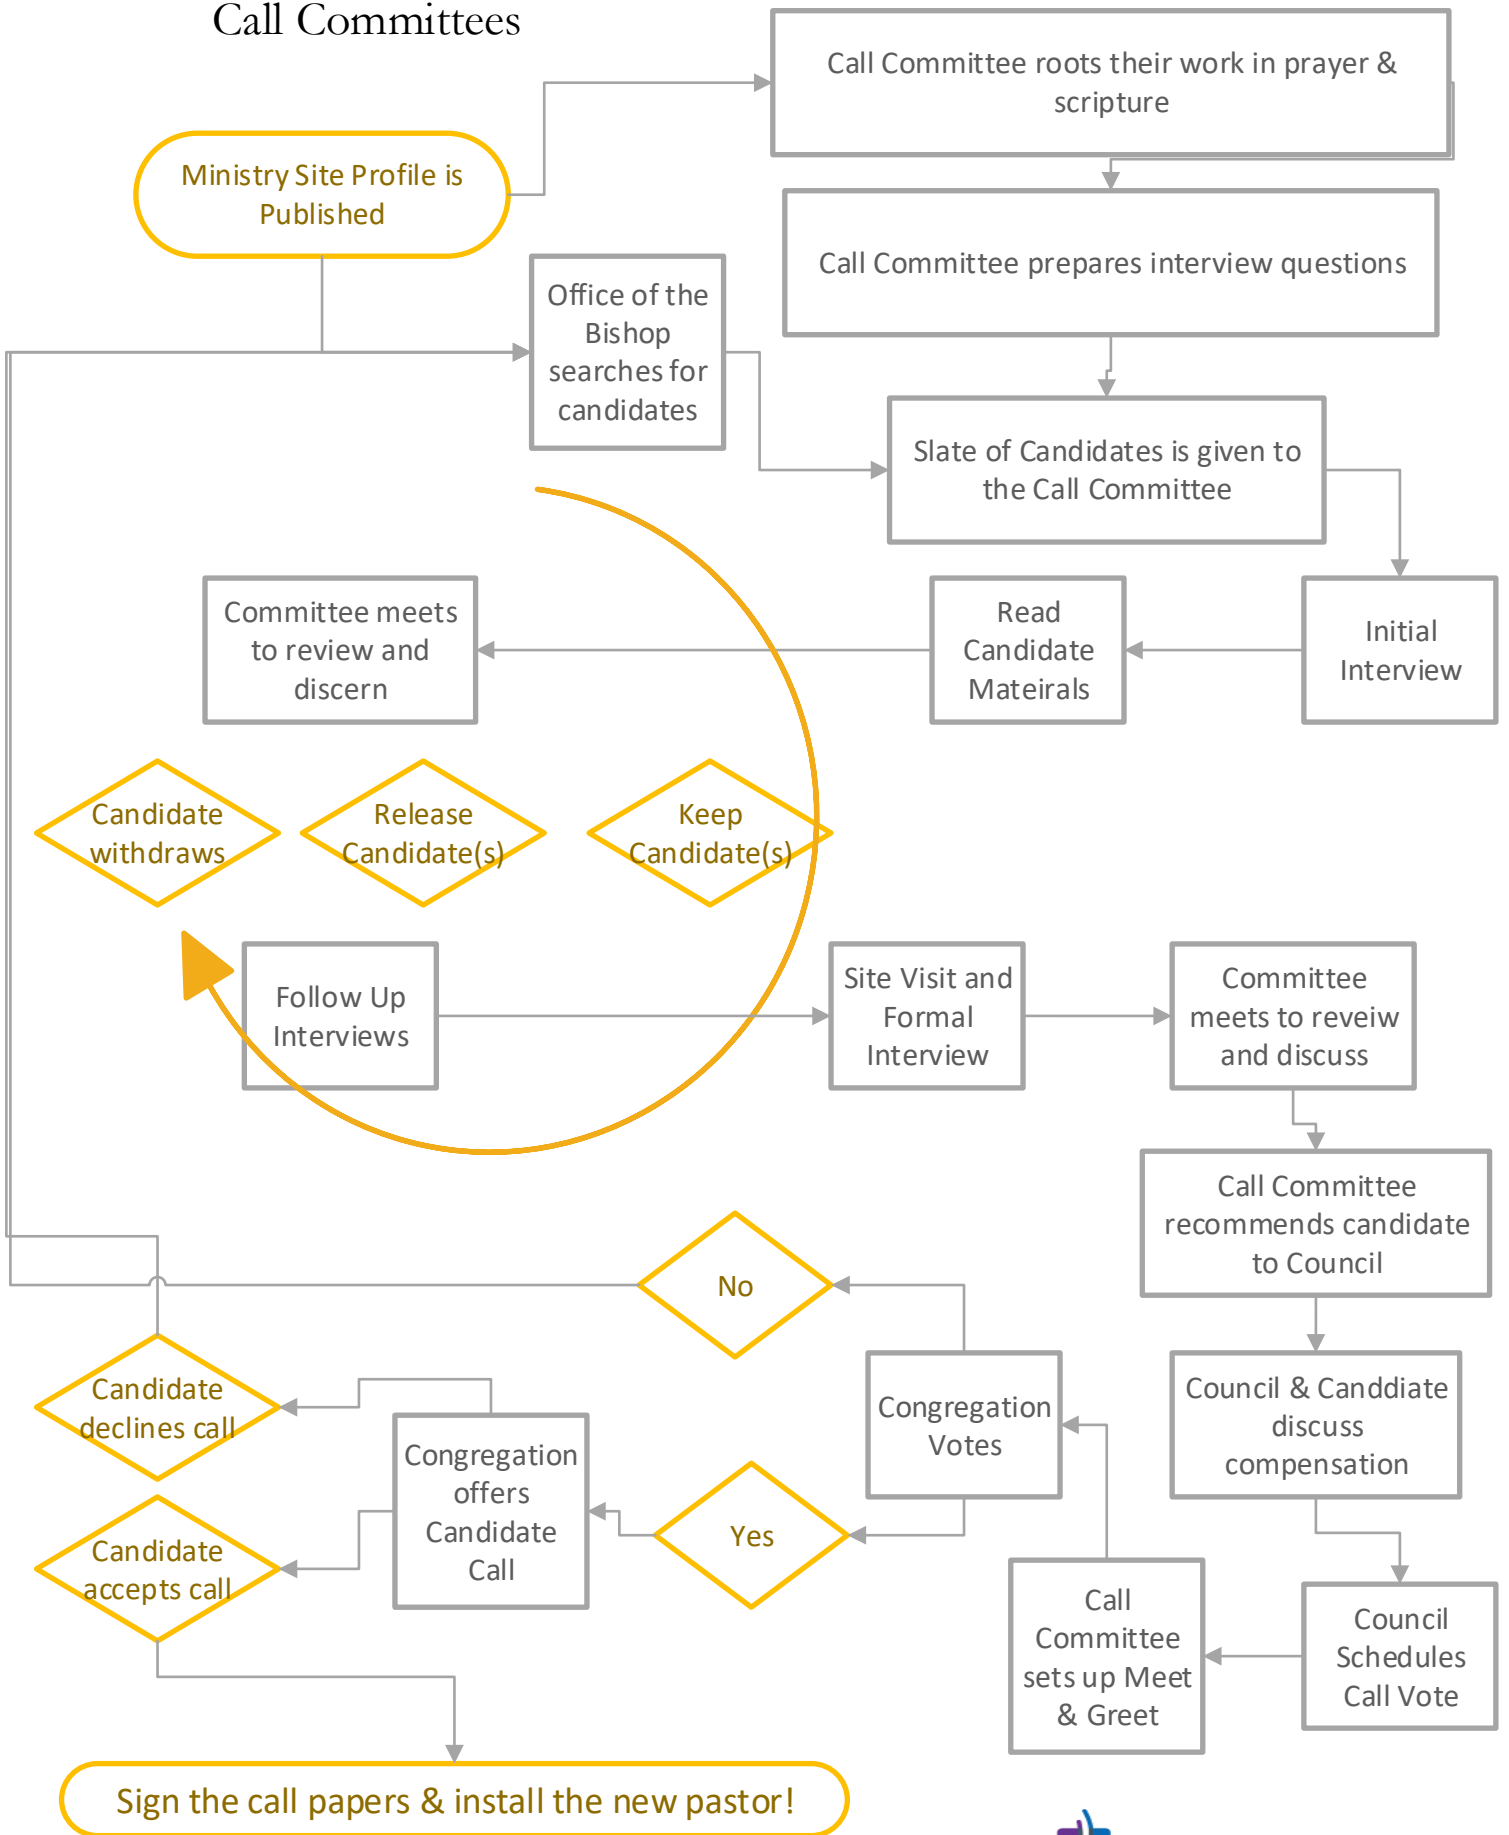 Call Committees
Call Committee roots their work in prayer &
scripture
Ministry Site Profile is
Published
Call Committee prepares interview questions
Office of the
Bishop
searches for
candidates
Slate of Candidates is given to
the Call Committee
Committee meets
to review and
discern
Read
Candidate
Mateirals
Initial
Interview
Candidate
withdraws
Release
Candidate(s)
Keep
Candidate(s)
Follow Up
Interviews
Site Visit and
Formal
Interview
Committee
meets to reveiw
and discuss
Call Committee
recommends candidate
to Council
No
Candidate
declines call
Congregation
Votes
Council & Canddiate
discuss
compensation
Congregation
offers
Candidate
Call
Yes
Candidate
accepts call
Call
Committee
sets up Meet
& Greet
Council
Schedules
Call Vote
Sign the call papers & install the new pastor!